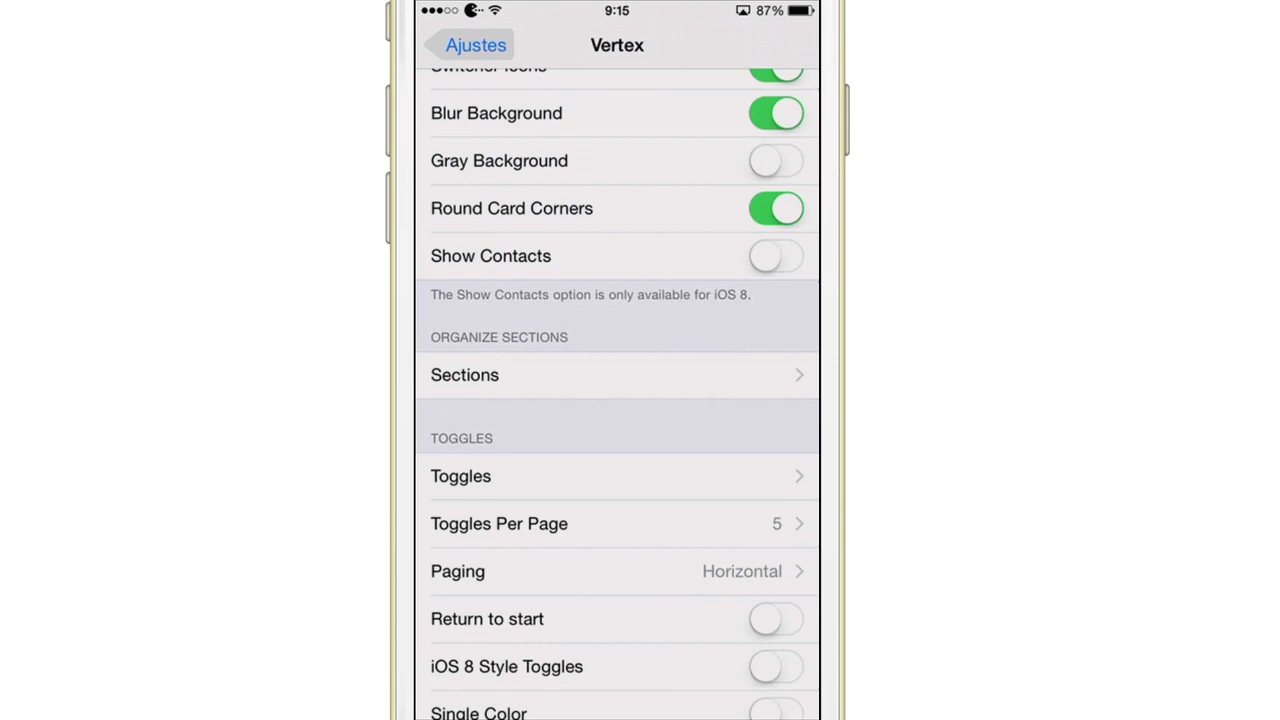 9:15
87%
Ajustes
Vertex
Switcher Icons
Blur Background
Gray Background
Round Card Corners
Show Contacts
The Show Contacts option is only available for iOS 8.
ORGANIZE SECTIONS
Sections
TOGGLES
Toggles
Toggles Per Page 5
Paging Horizontal
Return to start
iOS 8 Style Toggles
Single Color